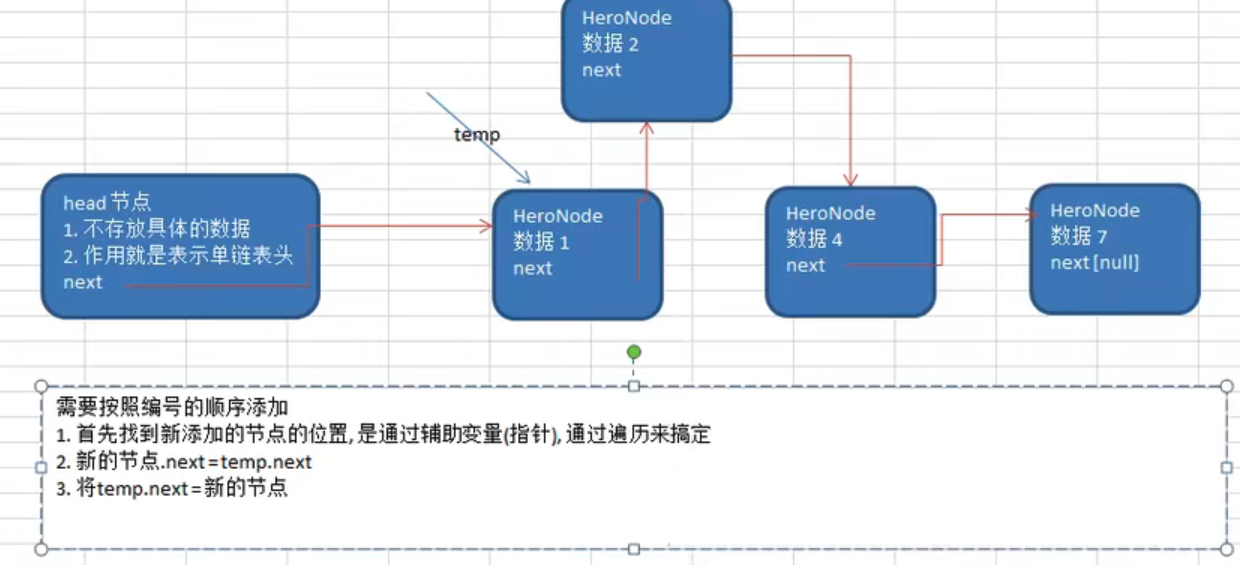 HeroNode
数据 2
next
temp
head 节点
1. 不存放具体的数据
2. 作用就是表示单链表头
next
HeroNode
数据 1
next
HeroNode
数据 4
next
HeroNode
数据 7
next [null]
需要按照编号的顺序添加
1. 首先找到新添加的节点的位置, 是通过辅助变量(指针), 通过遍历来搞定
2. 新的节点.next = temp.next
3. 将temp.next = 新的节点